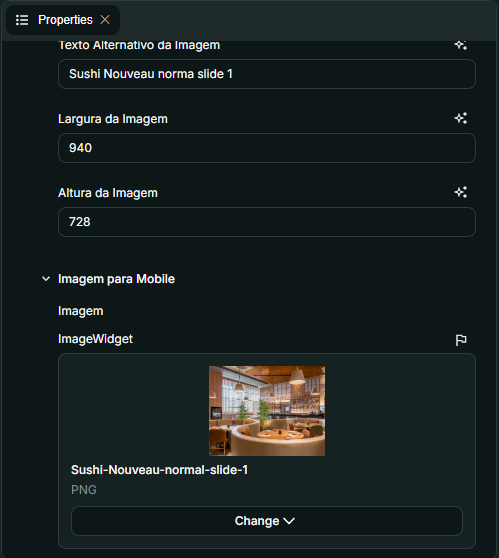 Properties
Texto Alternativo da Imagem
Sushi Nouveau norma slide 1
Largura da Imagem
940
Altura da Imagem
728
Imagem para Mobile
Imagem
ImageWidget
Sushi-Nouveau-normal-slide-1
PNG
Change